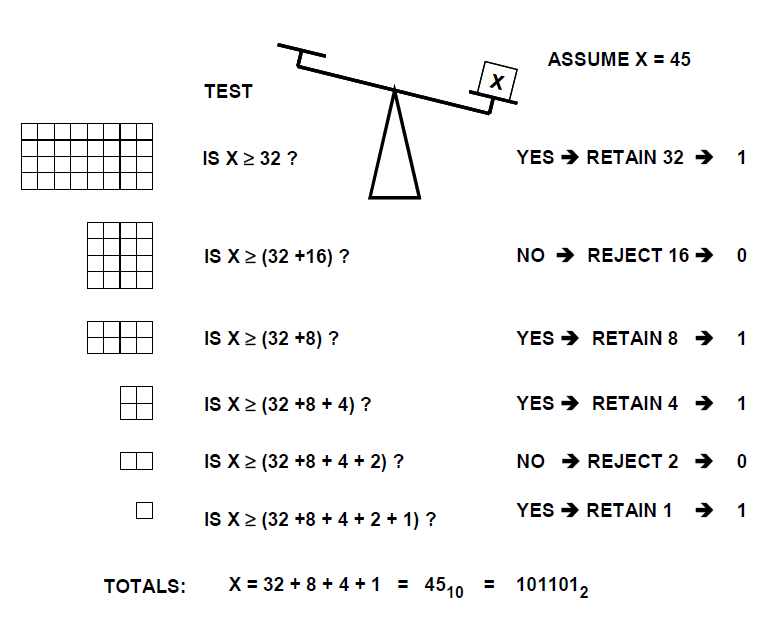 ASSUME X = 45
X
TEST
IS X ≥ 32 ? YES ➔ RETAIN 32 ➔ 1
IS X ≥ (32 +16) ? NO ➔ REJECT 16 ➔ 0
IS X ≥ (32 +8) ? YES ➔ RETAIN 8 ➔ 1
IS X ≥ (32 +8 + 4) ? YES ➔ RETAIN 4 ➔ 1
IS X ≥ (32 +8 + 4 + 2) ? NO ➔ REJECT 2 ➔ 0
IS X ≥ (32 +8 + 4 + 2 + 1) ? YES ➔ RETAIN 1 ➔ 1
TOTALS: X = 32 + 8 + 4 + 1 = 45₁₀ = 101101₂